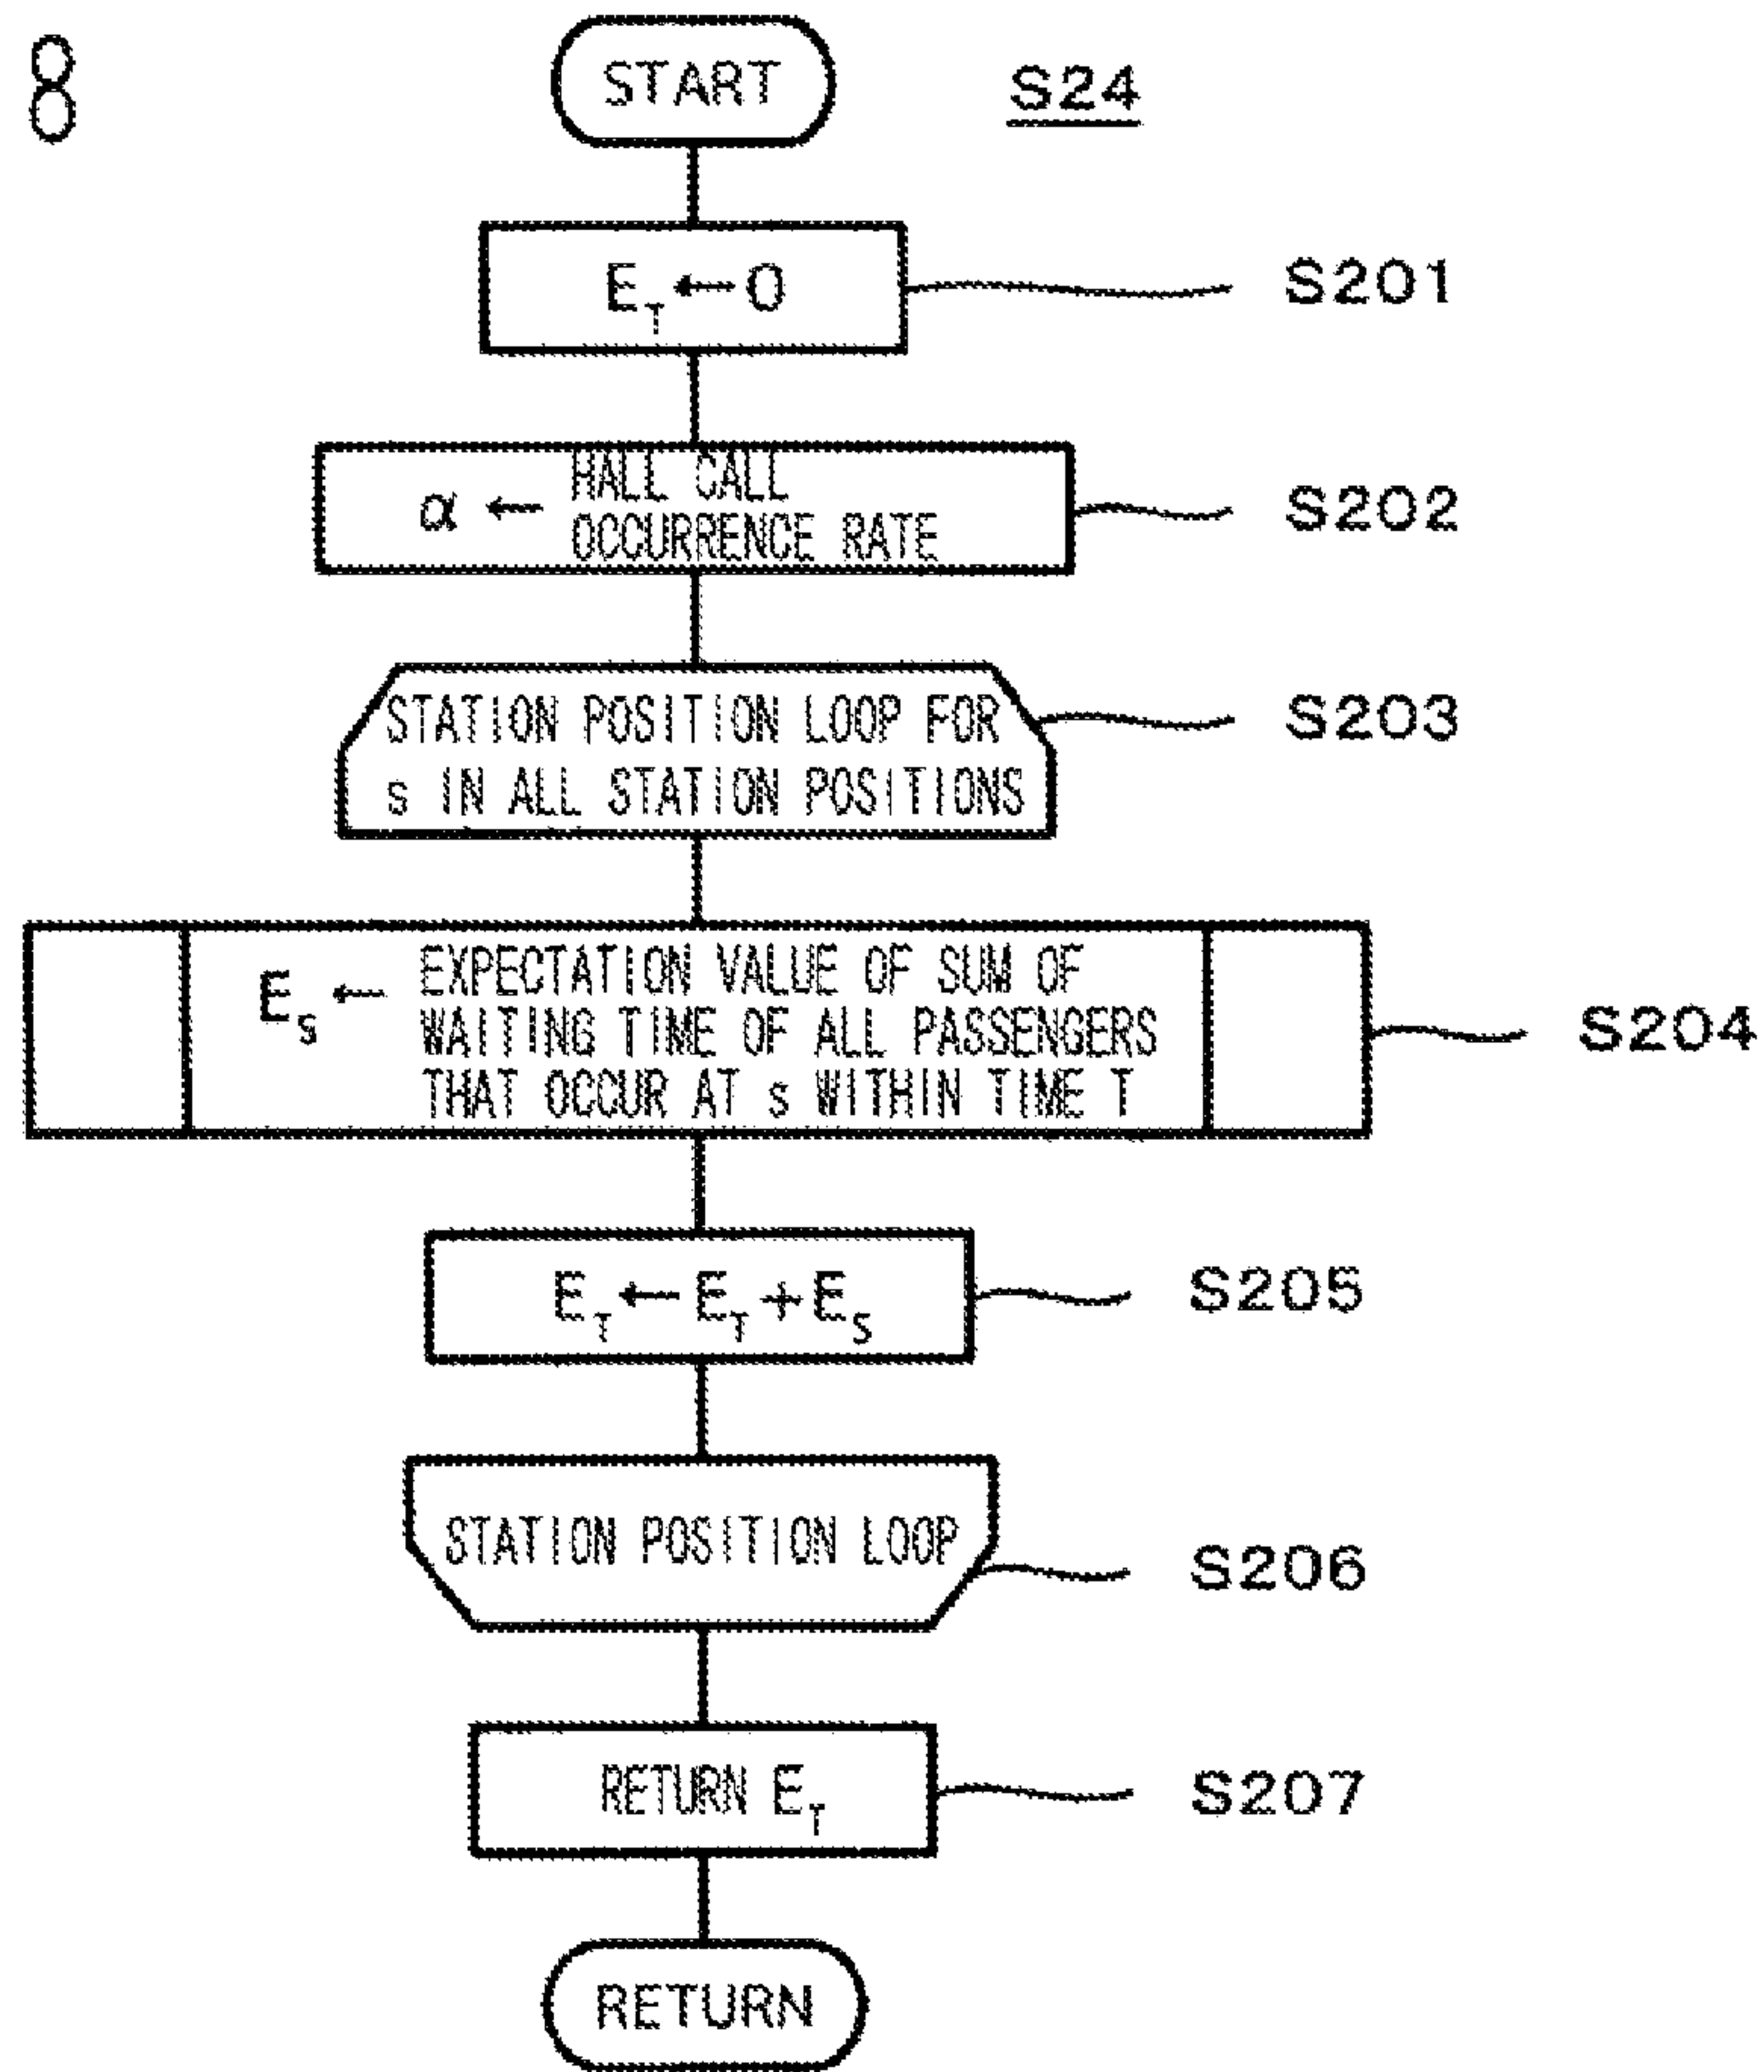 8
START
S24
E_T ← 0
S201
α ← HALL CALL
OCCURRENCE RATE
S202
STATION POSITION LOOP FOR
s IN ALL STATION POSITIONS
S203
E_S ← EXPECTATION VALUE OF SUM OF
WAITING TIME OF ALL PASSENGERS
THAT OCCUR AT s WITHIN TIME T
S204
E_T ← E_T + E_S
S205
STATION POSITION LOOP
S206
RETURN E_T
S207
RETURN